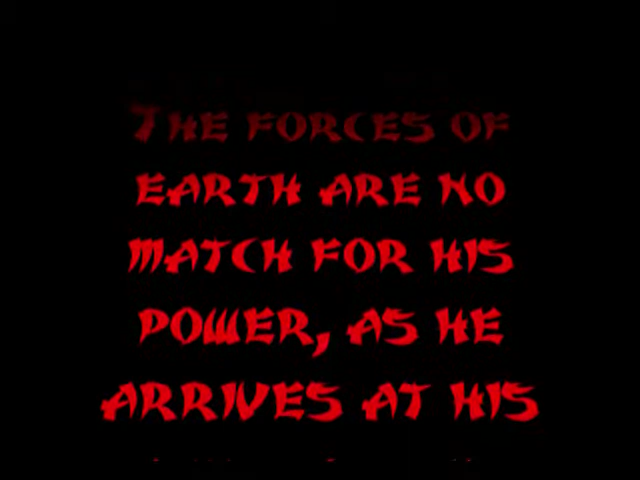 THE FORCES OF
EARTH ARE NO
MATCH FOR HIS
POWER, AS HE
ARRIVES AT HIS